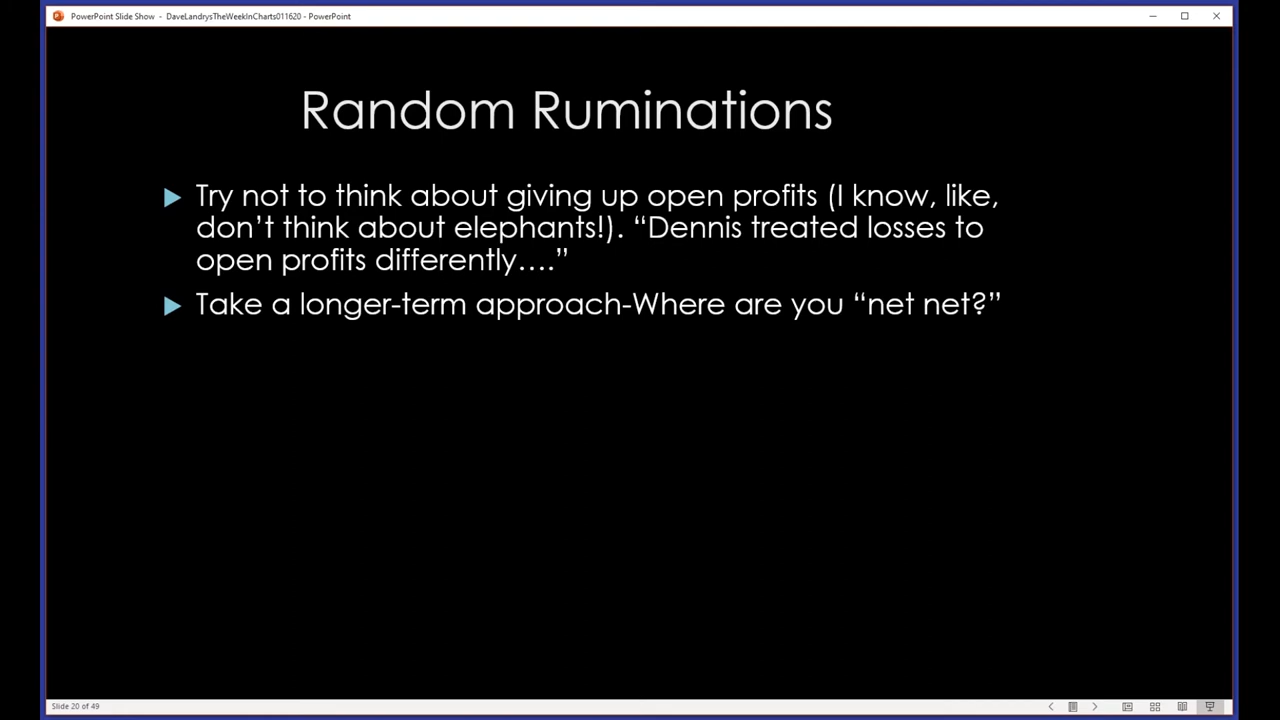 PowerPoint Slide Show - DaveLandrysTheWeekInCharts011620 - PowerPoint
Random Ruminations
Try not to think about giving up open profits (I know, like,
don’t think about elephants!). “Dennis treated losses to
open profits differently….”
Take a longer-term approach-Where are you “net net?”
Slide 20 of 49